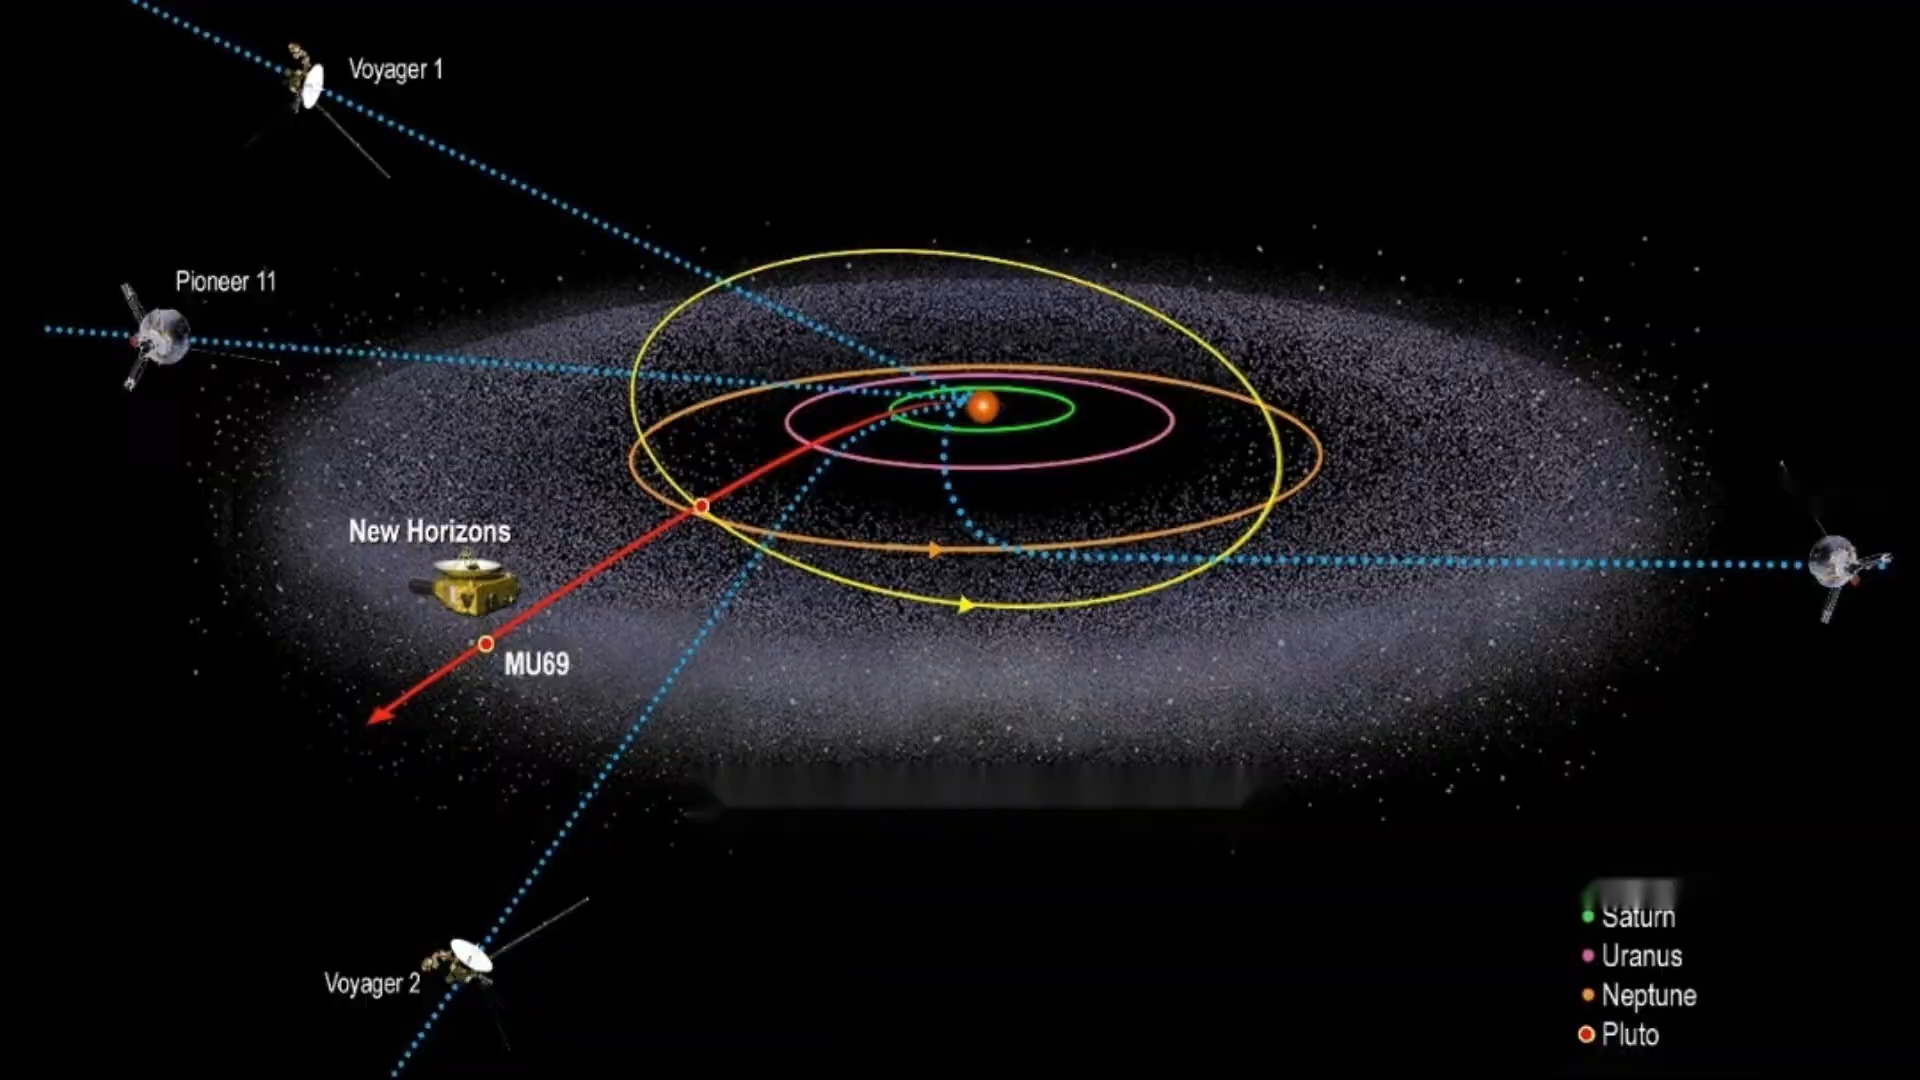 Voyager 1
Pioneer 11
New Horizons
MU69
Voyager 2
Saturn
Uranus
Neptune
Pluto